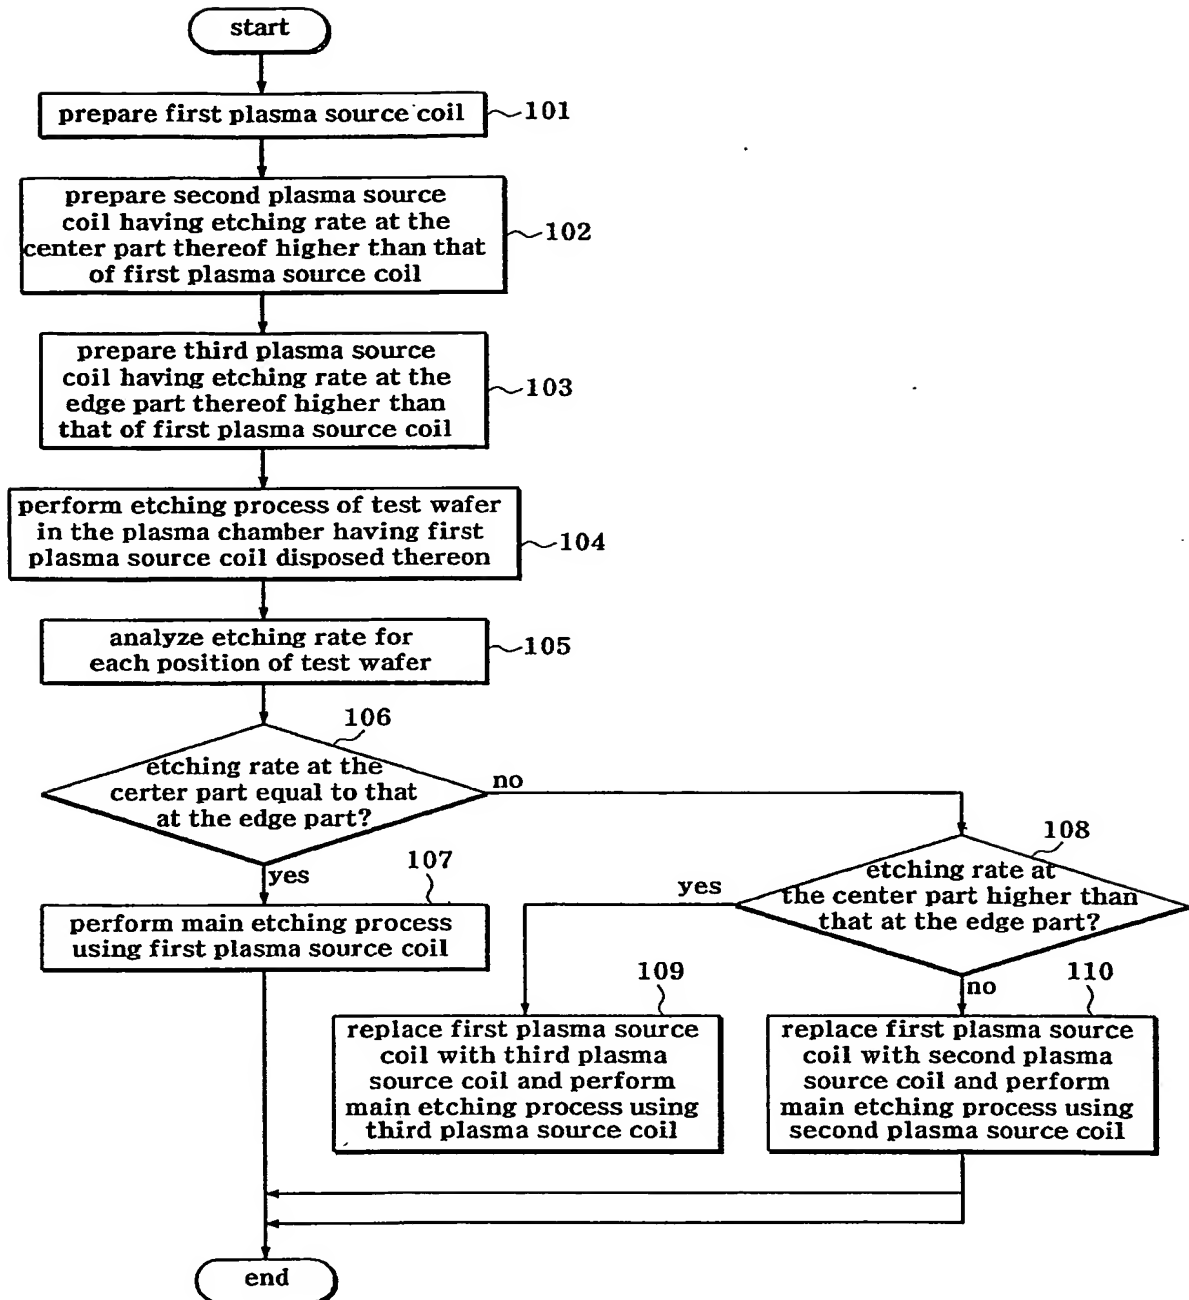 start
prepare first plasma source coil
101
prepare second plasma source
coil having etching rate at the
center part thereof higher than that
of first plasma source coil
102
prepare third plasma source
coil having etching rate at the
edge part thereof higher than
that of first plasma source coil
103
perform etching process of test wafer
in the plasma chamber having first
plasma source coil disposed thereon
104
analyze etching rate for
each position of test wafer
105
106
etching rate at the
certer part equal to that
at the edge part?
no
yes
107
perform main etching process
using first plasma source coil
108
etching rate at
the center part higher than
that at the edge part?
yes
no
109
replace first plasma source
coil with third plasma
source coil and perform
main etching process using
third plasma source coil
110
replace first plasma source
coil with second plasma
source coil and perform
main etching process using
second plasma source coil
end